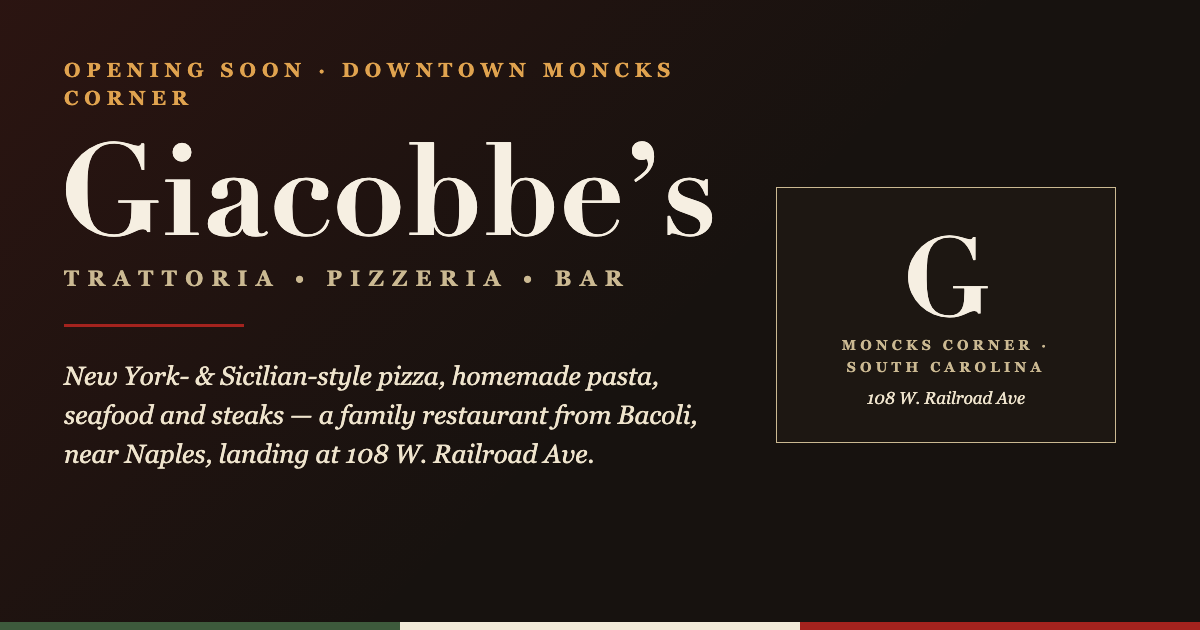 OPENING SOON · DOWNTOWN MONCKS
CORNER
Giacobbe’s
TRATTORIA • PIZZERIA • BAR
New York- & Sicilian-style pizza, homemade pasta,
seafood and steaks — a family restaurant from Bacoli,
near Naples, landing at 108 W. Railroad Ave.
G
MONCKS CORNER ·
SOUTH CAROLINA
108 W. Railroad Ave